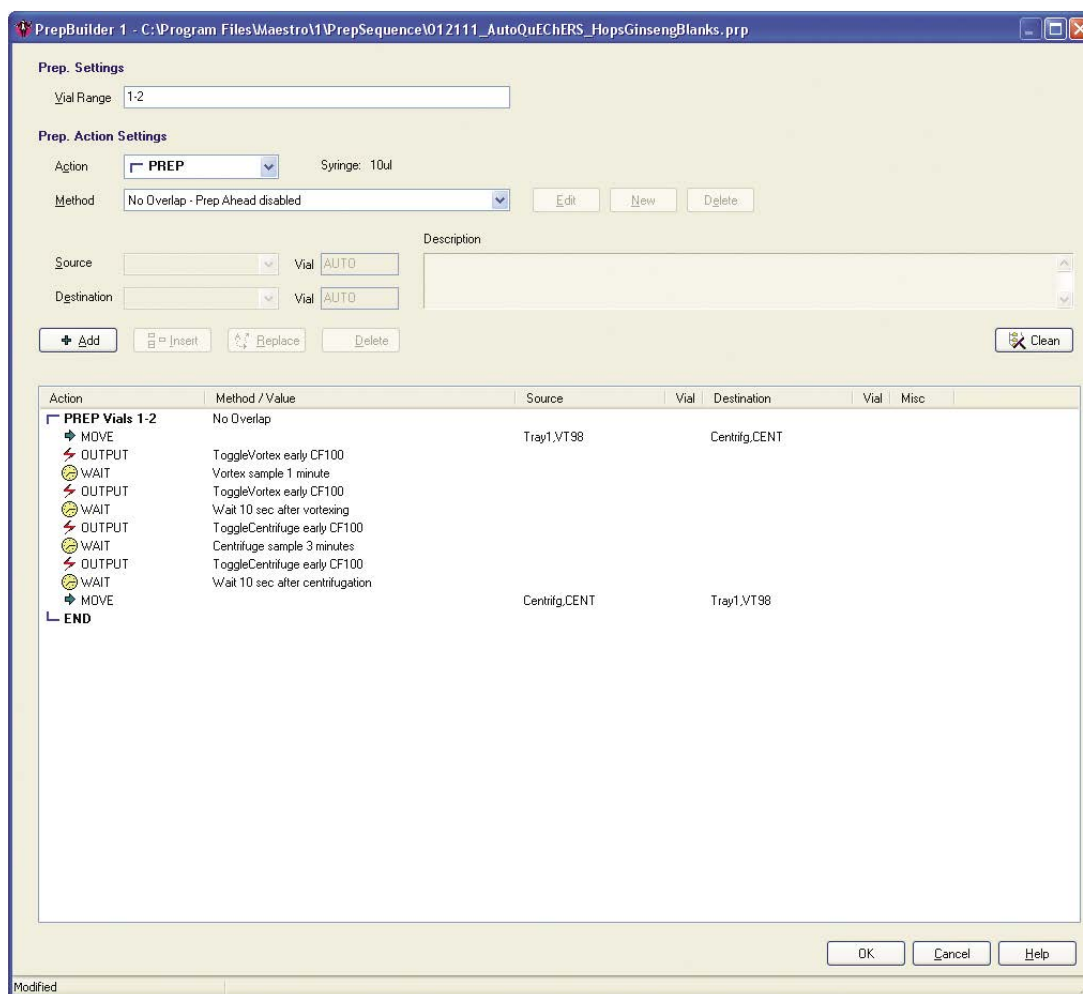 PrepBuilder 1 - C:\Program Files\Maestro\1\PrepSequence\012111_AutoQuEChERS_HopsGinsengBlanks.prp
Prep. Settings
Vial Range 1-2
Prep. Action Settings
Action PREP Syringe: 10ul
Method No Overlap - Prep Ahead disabled Edit New Delete
Description
Source Vial AUTO
Destination Vial AUTO
Add Insert Replace Delete Clean
Action Method / Value Source Vial Destination Vial Misc
PREP Vials 1-2 No Overlap
MOVE Tray1,VT98 Centrifg,CENT
OUTPUT ToggleVortex early CF100
WAIT Vortex sample 1 minute
OUTPUT ToggleVortex early CF100
WAIT Wait 10 sec after vortexing
OUTPUT ToggleCentrifuge early CF100
WAIT Centrifuge sample 3 minutes
OUTPUT ToggleCentrifuge early CF100
WAIT Wait 10 sec after centrifugation
MOVE Centrifg,CENT Tray1,VT98
END
OK Cancel Help
Modified